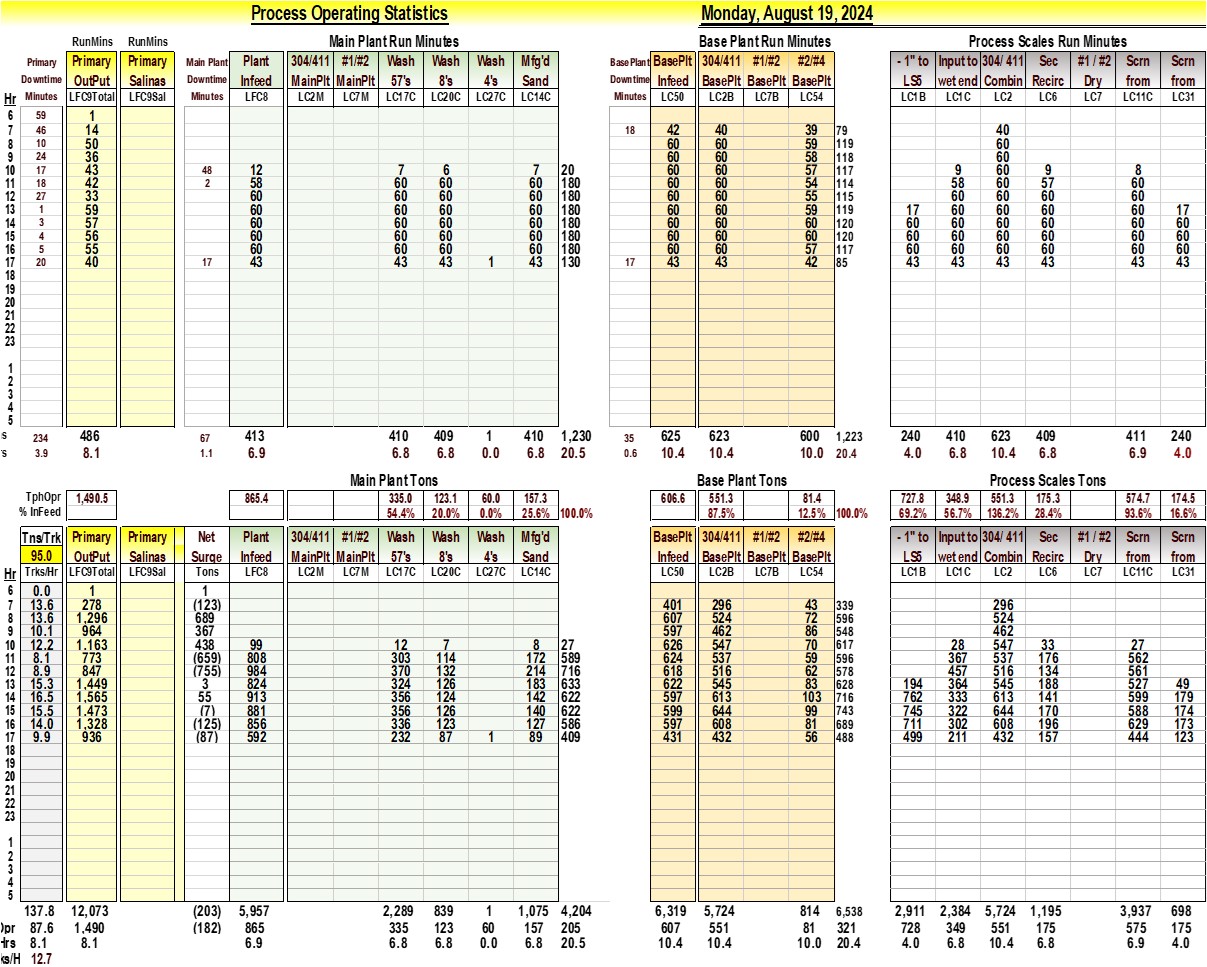 Process Operating Statistics Monday, August 19, 2024
RunMins RunMins Main Plant Run Minutes Base Plant Run Minutes Process Scales Run Minutes
Primary Primary Primary Main Plant Plant 304/411 #1/#2 Wash Wash Wash Mfg'd Base Plant BasePlt 304/411 #1/#2 #2/#4 - 1" to Input to 304/ 411 Sec #1 / #2 Scrn Scrn
Downtime OutPut Salinas Downtime Infeed MainPlt MainPlt 57's 8's 4's Sand Downtime Infeed BasePlt BasePlt BasePlt LS5 wet end Combin Recirc Dry from from
Hr Minutes LFC9Total LFC9Sal Minutes LFC8 LC2M LC7M LC17C LC20C LC27C LC14C Minutes LC50 LC2B LC7B LC54 LC1B LC1C LC2 LC6 LC7 LC11C LC31
6 59 1
7 46 14 18 42 40 39 79 40
8 10 50 60 60 59 119 60
9 24 36 60 60 58 118 60
10 17 43 48 12 7 6 7 20 60 60 57 117 9 60 9 8
11 18 42 2 58 60 60 60 180 60 60 54 114 58 60 57 60
12 27 33 60 60 60 60 180 60 60 55 115 60 60 60 60
13 1 59 60 60 60 60 180 60 60 59 119 17 60 60 60 60 17
14 3 57 60 60 60 60 180 60 60 60 120 60 60 60 60 60 60
15 4 56 60 60 60 60 180 60 60 60 120 60 60 60 60 60 60
16 5 55 60 60 60 60 180 60 60 57 117 60 60 60 60 60 60
17 20 40 17 43 43 43 1 43 130 17 43 43 42 85 43 43 43 43 43 43
18
19
20
21
22
23
1
2
3
4
5
s 234 486 67 413 410 409 1 410 1,230 35 625 623 600 1,223 240 410 623 409 411 240
s 3.9 8.1 1.1 6.9 6.8 6.8 0.0 6.8 20.5 0.6 10.4 10.4 10.0 20.4 4.0 6.8 10.4 6.8 6.9 4.0
Main Plant Tons Base Plant Tons Process Scales Tons
TphOpr 1,490.5 865.4 335.0 123.1 60.0 157.3 606.6 551.3 81.4 727.8 348.9 551.3 175.3 574.7 174.5
% InFeed 54.4% 20.0% 0.0% 25.6% 100.0% 87.5% 12.5% 100.0% 69.2% 56.7% 136.2% 28.4% 93.6% 16.6%
Tns/Trk Primary Primary Net Plant 304/411 #1/#2 Wash Wash Wash Mfg'd BasePlt 304/411 #1/#2 #2/#4 - 1" to Input to 304/ 411 Sec #1 / #2 Scrn Scrn
95.0 OutPut Salinas Surge Infeed MainPlt MainPlt 57's 8's 4's Sand Infeed BasePlt BasePlt BasePlt LS5 wet end Combin Recirc Dry from from
Hr Trks/Hr LFC9Total LFC9Sal Tons LFC8 LC2M LC7M LC17C LC20C LC27C LC14C LC50 LC2B LC7B LC54 LC1B LC1C LC2 LC6 LC7 LC11C LC31
6 0.0 1 1
7 13.6 278 (123) 401 296 43 339 296
8 13.6 1,296 689 607 524 72 596 524
9 10.1 964 367 597 462 86 548 462
10 12.2 1,163 438 99 12 7 8 27 626 547 70 617 28 547 33 27
11 8.1 773 (659) 808 303 114 172 589 624 537 59 596 367 537 176 562
12 8.9 847 (755) 984 370 132 214 716 618 516 62 578 457 516 134 561
13 15.3 1,449 3 824 324 126 183 633 622 545 83 628 194 364 545 188 527 49
14 16.5 1,565 55 913 356 124 142 622 597 613 103 716 762 333 613 141 599 179
15 15.5 1,473 (7) 881 356 126 140 622 599 644 99 743 745 322 644 170 588 174
16 14.0 1,328 (125) 856 336 123 127 586 597 608 81 689 711 302 608 196 629 173
17 9.9 936 (87) 592 232 87 1 89 409 431 432 56 488 499 211 432 157 444 123
18
19
20
21
22
23
1
2
3
4
5
137.8 12,073 (203) 5,957 2,289 839 1 1,075 4,204 6,319 5,724 814 6,538 2,911 2,384 5,724 1,195 3,937 698
Opr 87.6 1,490 (182) 865 335 123 60 157 205 607 551 81 321 728 349 551 175 575 175
Hrs 8.1 8.1 6.9 6.8 6.8 0.0 6.8 20.5 10.4 10.4 10.0 20.4 4.0 6.8 10.4 6.8 6.9 4.0
ks/H 12.7